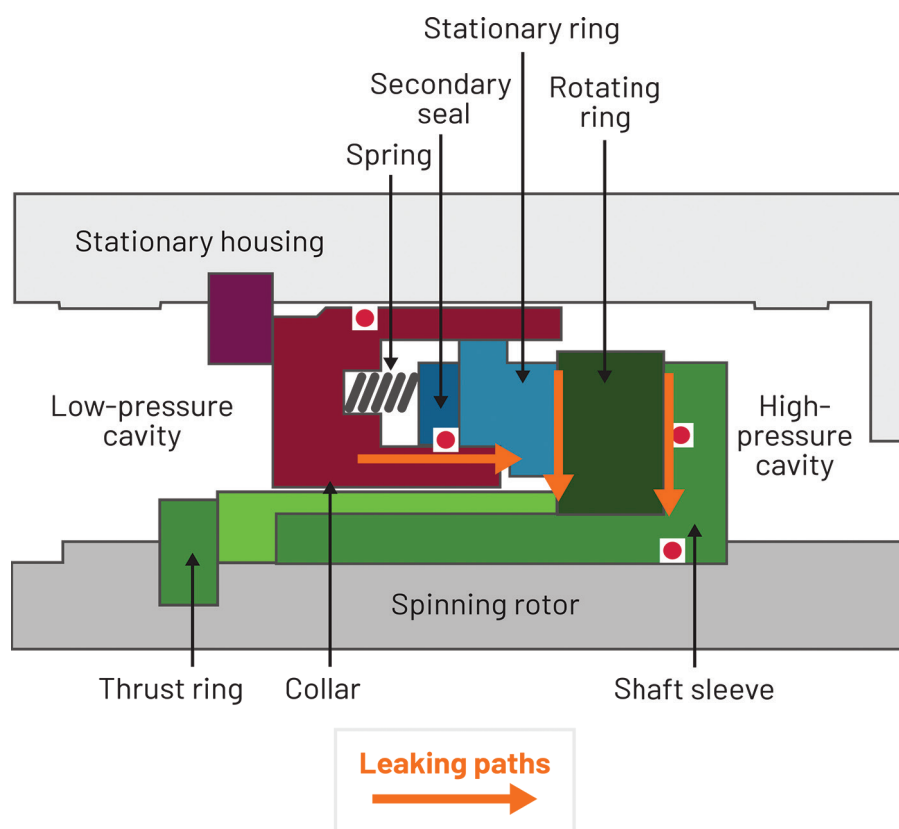 Stationary ring
Secondary
seal
Rotating
ring
Spring
Stationary housing
Low-pressure
cavity
High-
pressure
cavity
Spinning rotor
Thrust ring
Collar
Shaft sleeve
Leaking paths